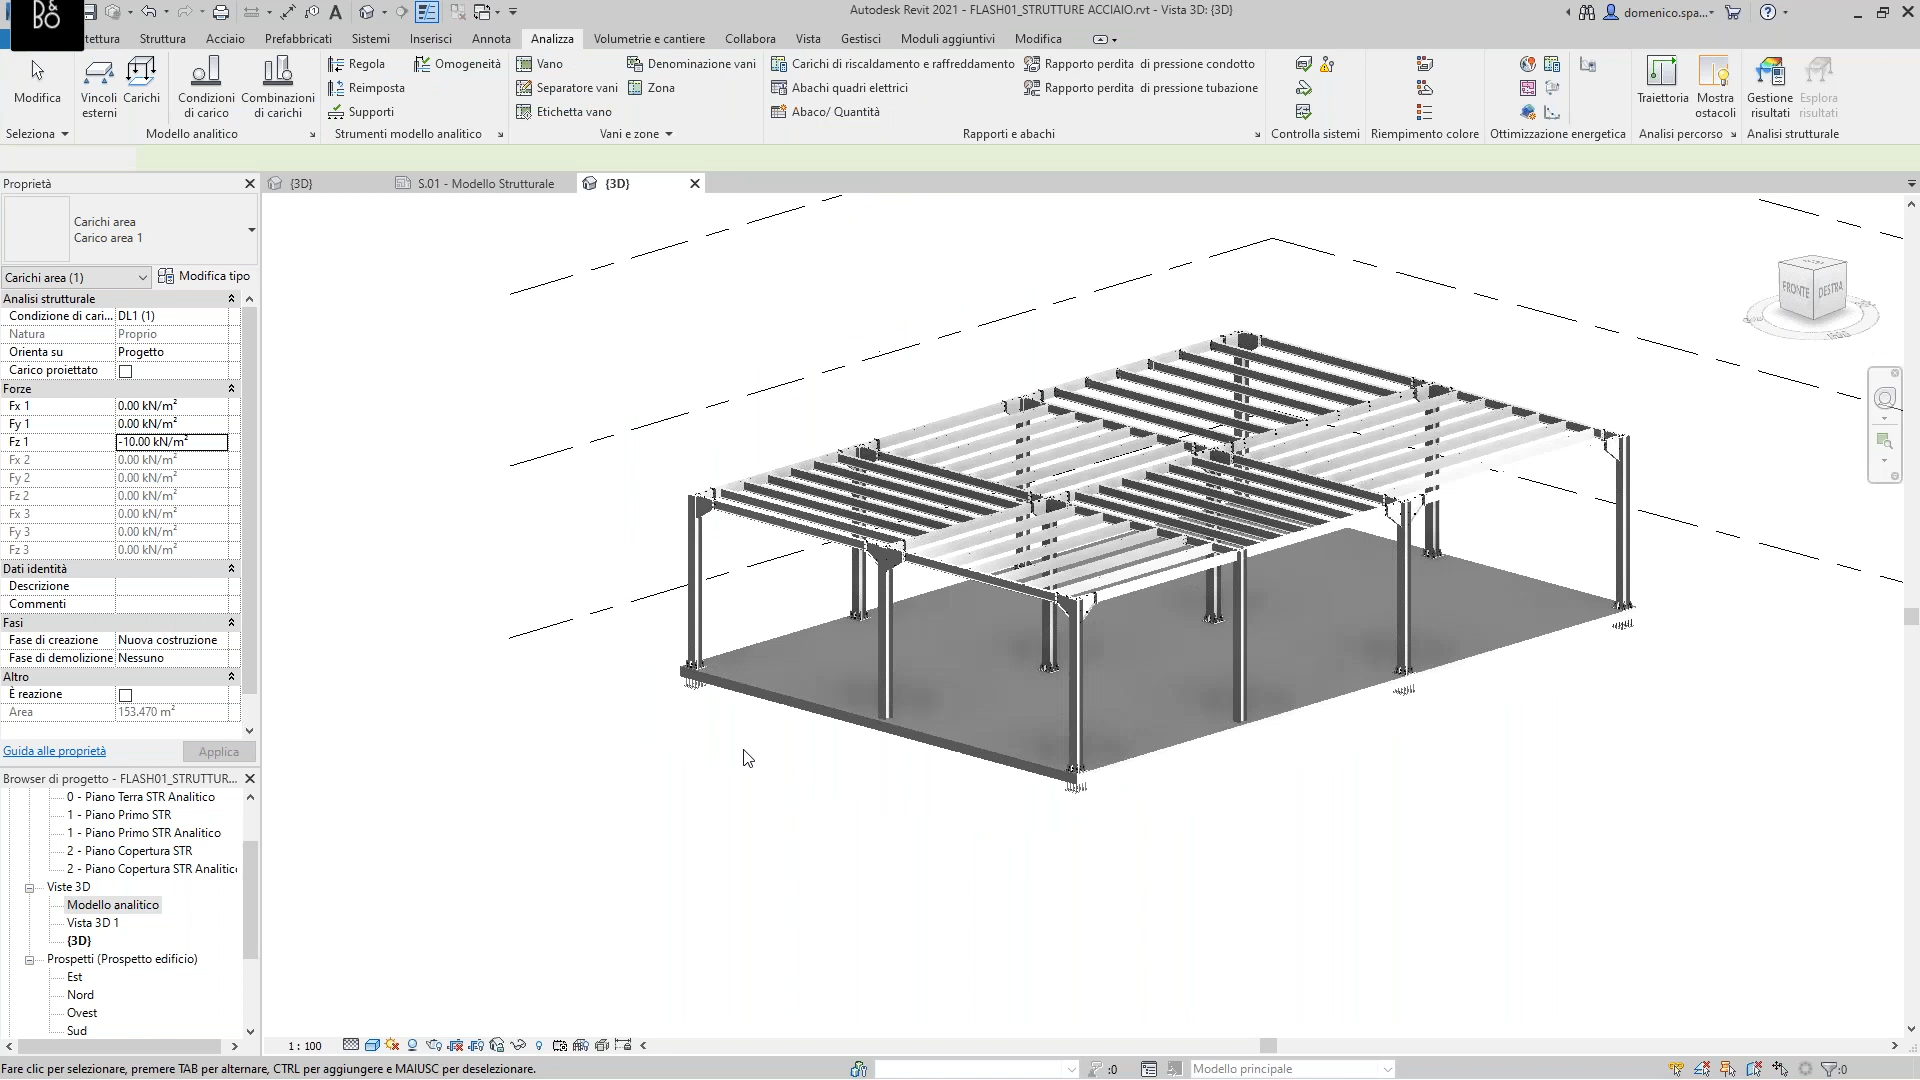 B&
BO
Autodesk Revit 2021 - FLASH01_STRUTTURE ACCIAIO.rvt - Vista 3D: {3D}
domenico.spa...
tettura Struttura Acciaio Prefabbricati Sistemi Inserisci Annota Analizza Volumetrie e cantiere Collabora Vista Gestisci Moduli aggiuntivi Modifica
Modifica
Vincoli esterni
Carichi
Condizioni di carico
Combinazioni di carichi
Regola
Reimposta
Supporti
Omogeneità
Vano
Separatore vani
Etichetta vano
Denominazione vani
Zona
Carichi di riscaldamento e raffreddamento
Abachi quadri elettrici
Abaco/ Quantità
Rapporto perdita di pressione condotto
Rapporto perdita di pressione tubazione
Traiettoria
Mostra ostacoli
Gestione risultati
Esplora risultati
Seleziona Modello analitico Strumenti modello analitico Vani e zone Rapporti e abachi Controlla sistemi Riempimento colore Ottimizzazione energetica Analisi percorso Analisi strutturale
Proprietà
{3D} S.01 - Modello Strutturale {3D}
Carichi area
Carico area 1
Carichi area (1) Modifica tipo
Analisi strutturale
Condizione di cari... DL1 (1)
Natura Proprio
Orienta su Progetto
Carico proiettato
Forze
Fx 1 0.00 kN/m²
Fy 1 0.00 kN/m²
Fz 1 -10.00 kN/m²
Fx 2 0.00 kN/m²
Fy 2 0.00 kN/m²
Fz 2 0.00 kN/m²
Fx 3 0.00 kN/m²
Fy 3 0.00 kN/m²
Fz 3 0.00 kN/m²
Dati identità
Descrizione
Commenti
Fasi
Fase di creazione Nuova costruzione
Fase di demolizione Nessuno
Altro
È reazione
Area 153.470 m²
Guida alle proprietà Applica
Browser di progetto - FLASH01_STRUTTUR...
0 - Piano Terra STR Analitico
1 - Piano Primo STR
1 - Piano Primo STR Analitico
2 - Piano Copertura STR
2 - Piano Copertura STR Analitic
Viste 3D
Modello analitico
Vista 3D 1
{3D}
Prospetti (Prospetto edificio)
Est
Nord
Ovest
Sud
FRONTE DESTRA
1 : 100
Fare clic per selezionare, premere TAB per alternare, CTRL per aggiungere e MAIUSC per deselezionare.
:0
Modello principale
:0